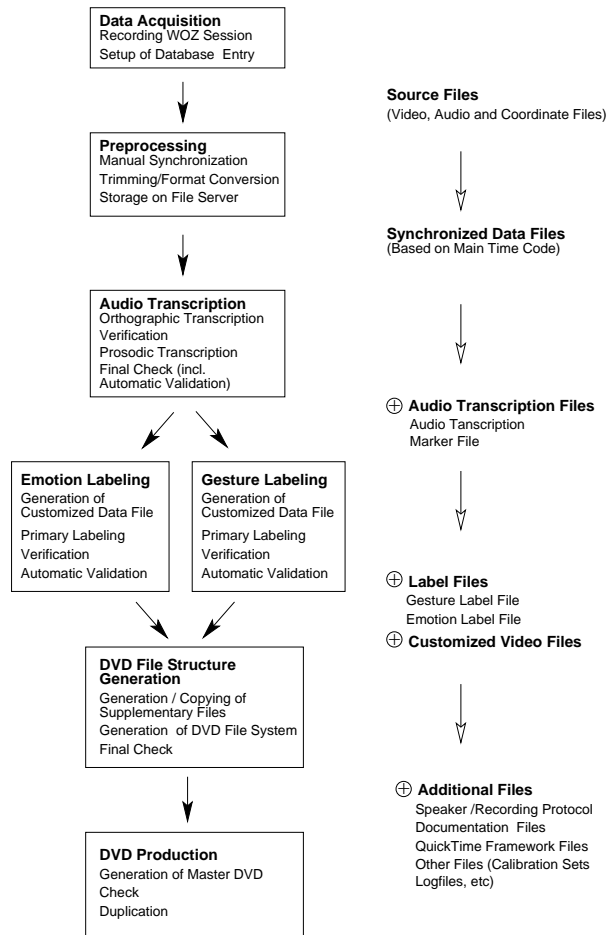 Data Acquisition
Recording WOZ Session
Setup of Database Entry
Preprocessing
Manual Synchronization
Trimming/Format Conversion
Storage on File Server
Audio Transcription
Orthographic Transcription
Verification
Prosodic Transcription
Final Check (incl.
Automatic Validation)
Emotion Labeling
Generation of
Customized Data File
Primary Labeling
Verification
Automatic Validation
Gesture Labeling
Generation of
Customized Data File
Primary Labeling
Verification
Automatic Validation
DVD File Structure
Generation
Generation / Copying of
Supplementary Files
Generation of DVD File System
Final Check
DVD Production
Generation of Master DVD
Check
Duplication
Source Files
(Video, Audio and Coordinate Files)
Synchronized Data Files
(Based on Main Time Code)
⊕ Audio Transcription Files
Audio Tanscription
Marker File
⊕ Label Files
Gesture Label File
Emotion Label File
⊕ Customized Video Files
⊕ Additional Files
Speaker /Recording Protocol
Documentation Files
QuickTime Framework Files
Other Files (Calibration Sets
Logfiles, etc)